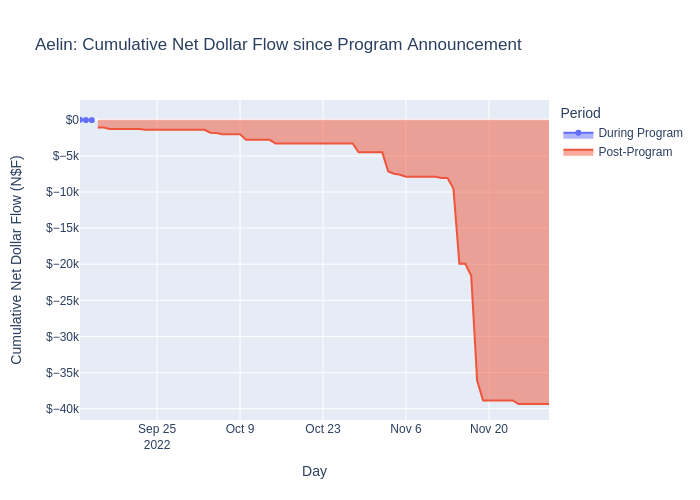 Aelin: Cumulative Net Dollar Flow since Program Announcement
Period
During Program
Post-Program
Cumulative Net Dollar Flow (N$F)
$0
$−5k
$−10k
$−15k
$−20k
$−25k
$−30k
$−35k
$−40k
Sep 25
2022
Oct 9
Oct 23
Nov 6
Nov 20
Day